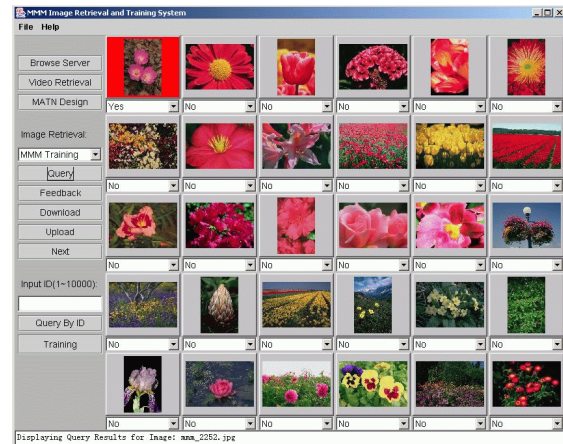 MMM Image Retrieval and Training System
File Help
Browse Server
Video Retrieval
MATN Design
Image Retrieval:
MMM Training
Query
Feedback
Download
Upload
Next
Input ID(1~10000):
Query By ID
Training
Yes No No No No No
No No No No No No
No No No No No No
No No No No No No
No No No No No No
Displaying Query Results for Image: mmm_2252.jpg